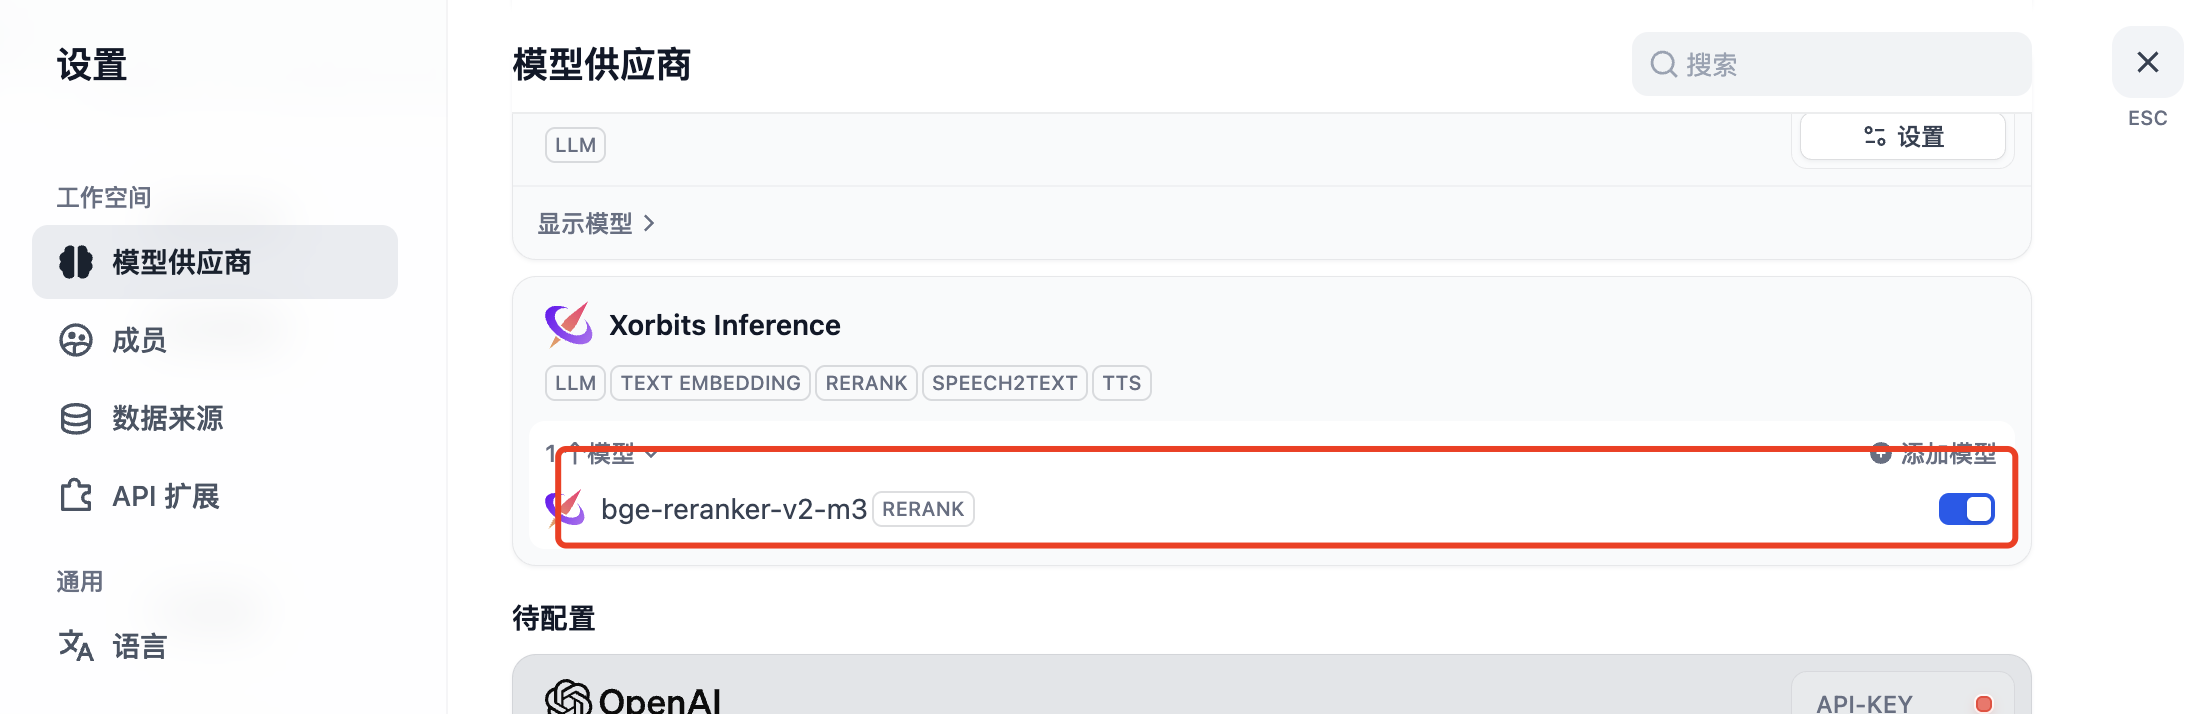 设置
工作空间
模型供应商
成员
数据来源
API 扩展
通用
语言
模型供应商
搜索
ESC
LLM
设置
显示模型
Xorbits Inference
LLM TEXT EMBEDDING RERANK SPEECH2TEXT TTS
1 个模型 添加模型
bge-reranker-v2-m3 RERANK
待配置
OpenAI API-KEY